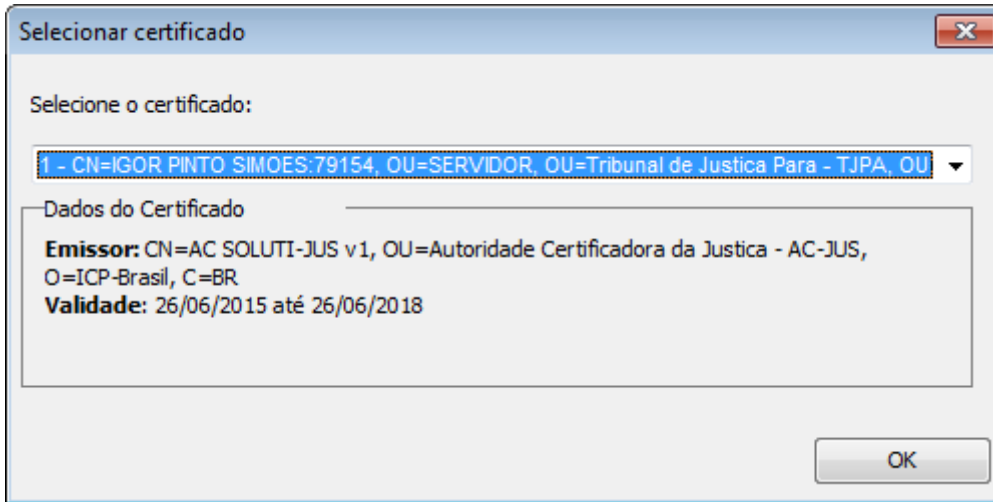 Selecionar certificado
Selecione o certificado:
1 - CN=IGOR PINTO SIMOES:79154, OU=SERVIDOR, OU=Tribunal de Justica Para - TJPA, OU
Dados do Certificado
Emissor: CN=AC SOLUTI-JUS v1, OU=Autoridade Certificadora da Justica - AC-JUS,
O=ICP-Brasil, C=BR
Validade: 26/06/2015 até 26/06/2018
OK